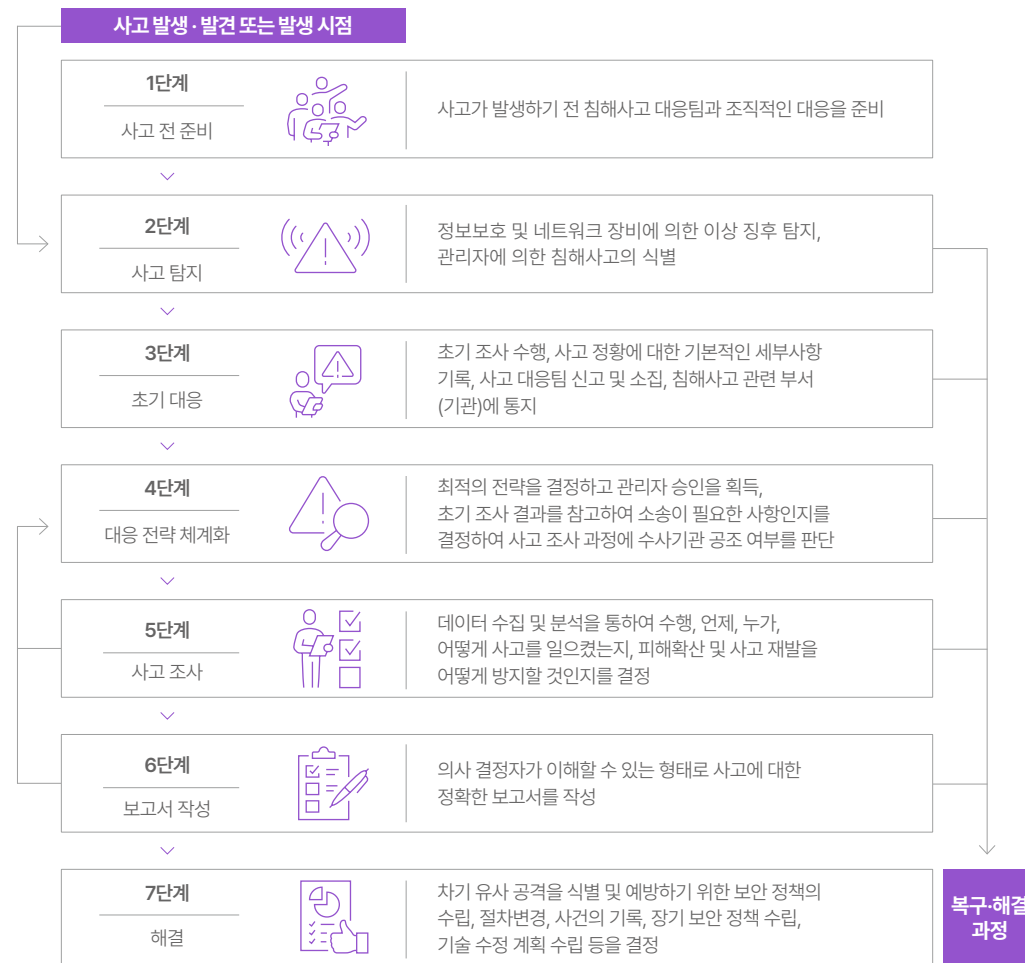 사고 발생 · 발견 또는 발생 시점
1단계
사고 전 준비
사고가 발생하기 전 침해사고 대응팀과 조직적인 대응을 준비
2단계
사고 탐지
정보보호 및 네트워크 장비에 의한 이상 징후 탐지,
관리자에 의한 침해사고의 식별
3단계
초기 대응
초기 조사 수행, 사고 정황에 대한 기본적인 세부사항
기록, 사고 대응팀 신고 및 소집, 침해사고 관련 부서
(기관)에 통지
4단계
대응 전략 체계화
최적의 전략을 결정하고 관리자 승인을 획득,
초기 조사 결과를 참고하여 소송이 필요한 사항인지를
결정하여 사고 조사 과정에 수사기관 공조 여부를 판단
5단계
사고 조사
데이터 수집 및 분석을 통하여 수행, 언제, 누가,
어떻게 사고를 일으켰는지, 피해확산 및 사고 재발을
어떻게 방지할 것인지를 결정
6단계
보고서 작성
의사 결정자가 이해할 수 있는 형태로 사고에 대한
정확한 보고서를 작성
7단계
해결
차기 유사 공격을 식별 및 예방하기 위한 보안 정책의
수립, 절차변경, 사건의 기록, 장기 보안 정책 수립,
기술 수정 계획 수립 등을 결정
복구·해결
과정